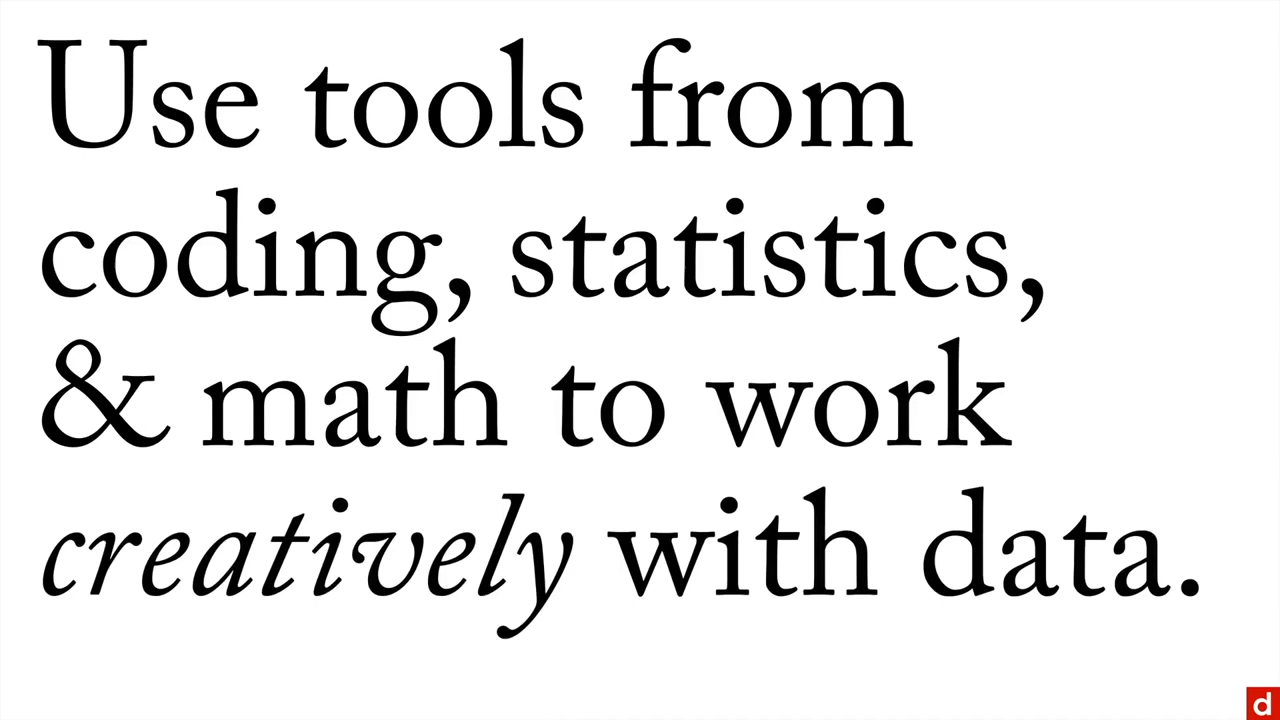 Use tools from
coding, statistics,
& math to work
creatively with data.
d